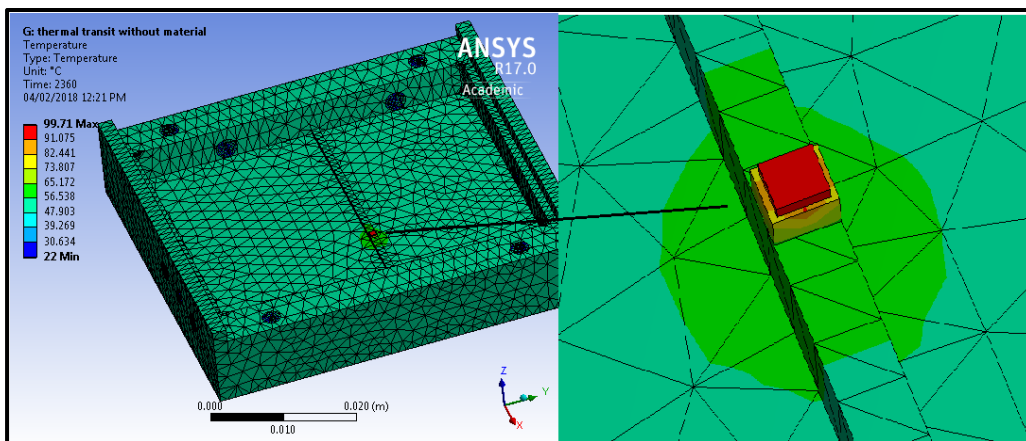 G: thermal transit without material
Temperature
Type: Temperature
Unit: °C
Time: 2360
04/02/2018 12:21 PM
99.71 Max
91.075
82.441
73.807
65.172
56.538
47.903
39.269
30.634
22 Min
ANSYS
R17.0
Academic
0.000
0.020 (m)
0.010
Z
Y
X